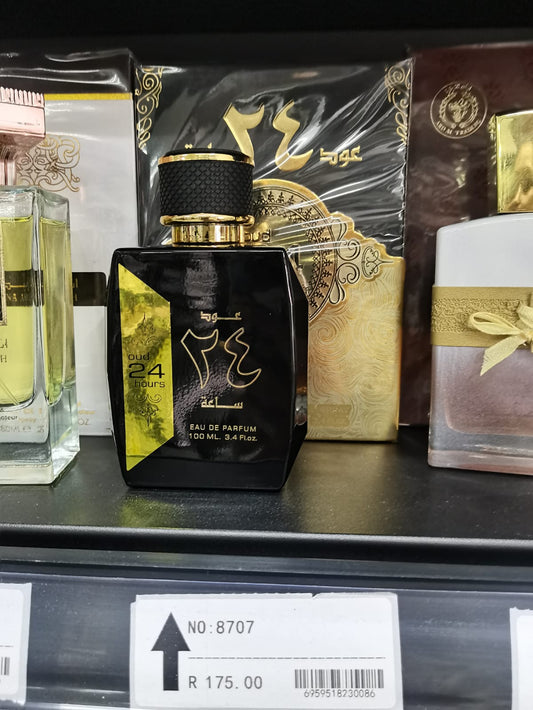 ٢٤
عود
oud
24
hours
عود
٢٤
ساعة
EAU DE PARFUM
100 ML. 3.4 Fl.oz.
NO:8707
R 175.00
6959518230086